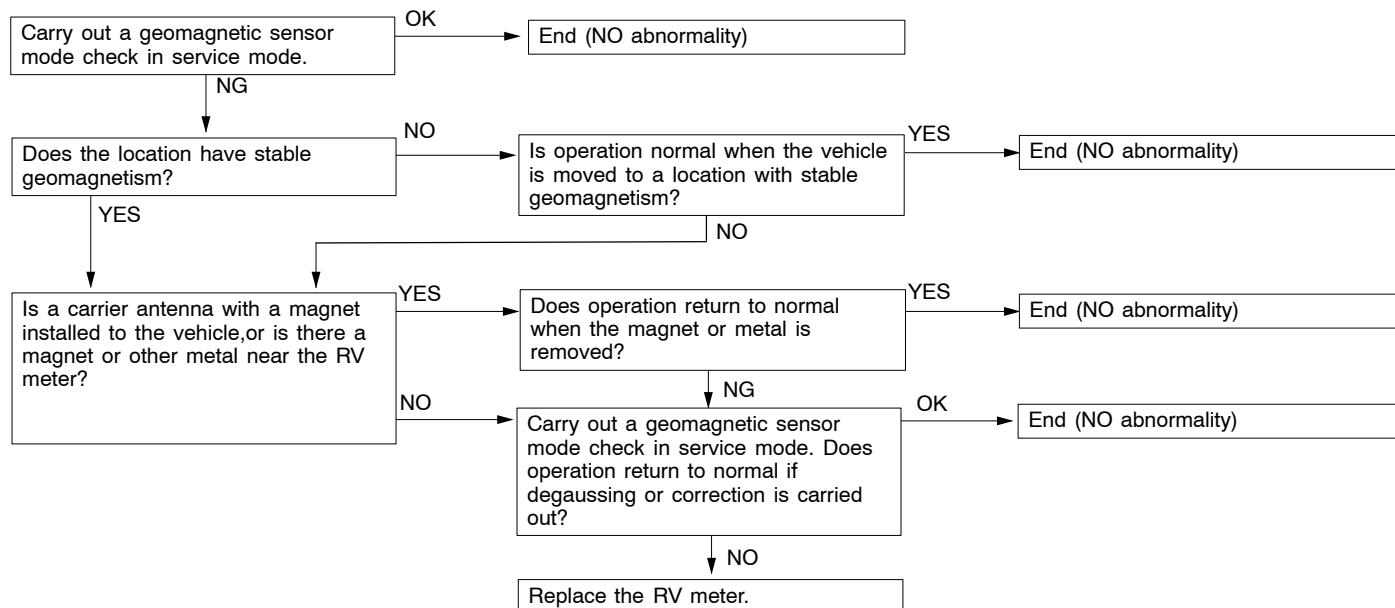 Carry out a geomagnetic sensor
mode check in service mode.
OK
End (NO abnormality)
NG
Does the location have stable
geomagnetism?
NO
Is operation normal when the vehicle
is moved to a location with stable
geomagnetism?
YES
End (NO abnormality)
YES
NO
Is a carrier antenna with a magnet
installed to the vehicle,or is there a
magnet or other metal near the RV
meter?
YES
Does operation return to normal
when the magnet or metal is
removed?
YES
End (NO abnormality)
NG
NO
Carry out a geomagnetic sensor
mode check in service mode. Does
operation return to normal if
degaussing or correction is carried
out?
OK
End (NO abnormality)
NO
Replace the RV meter.